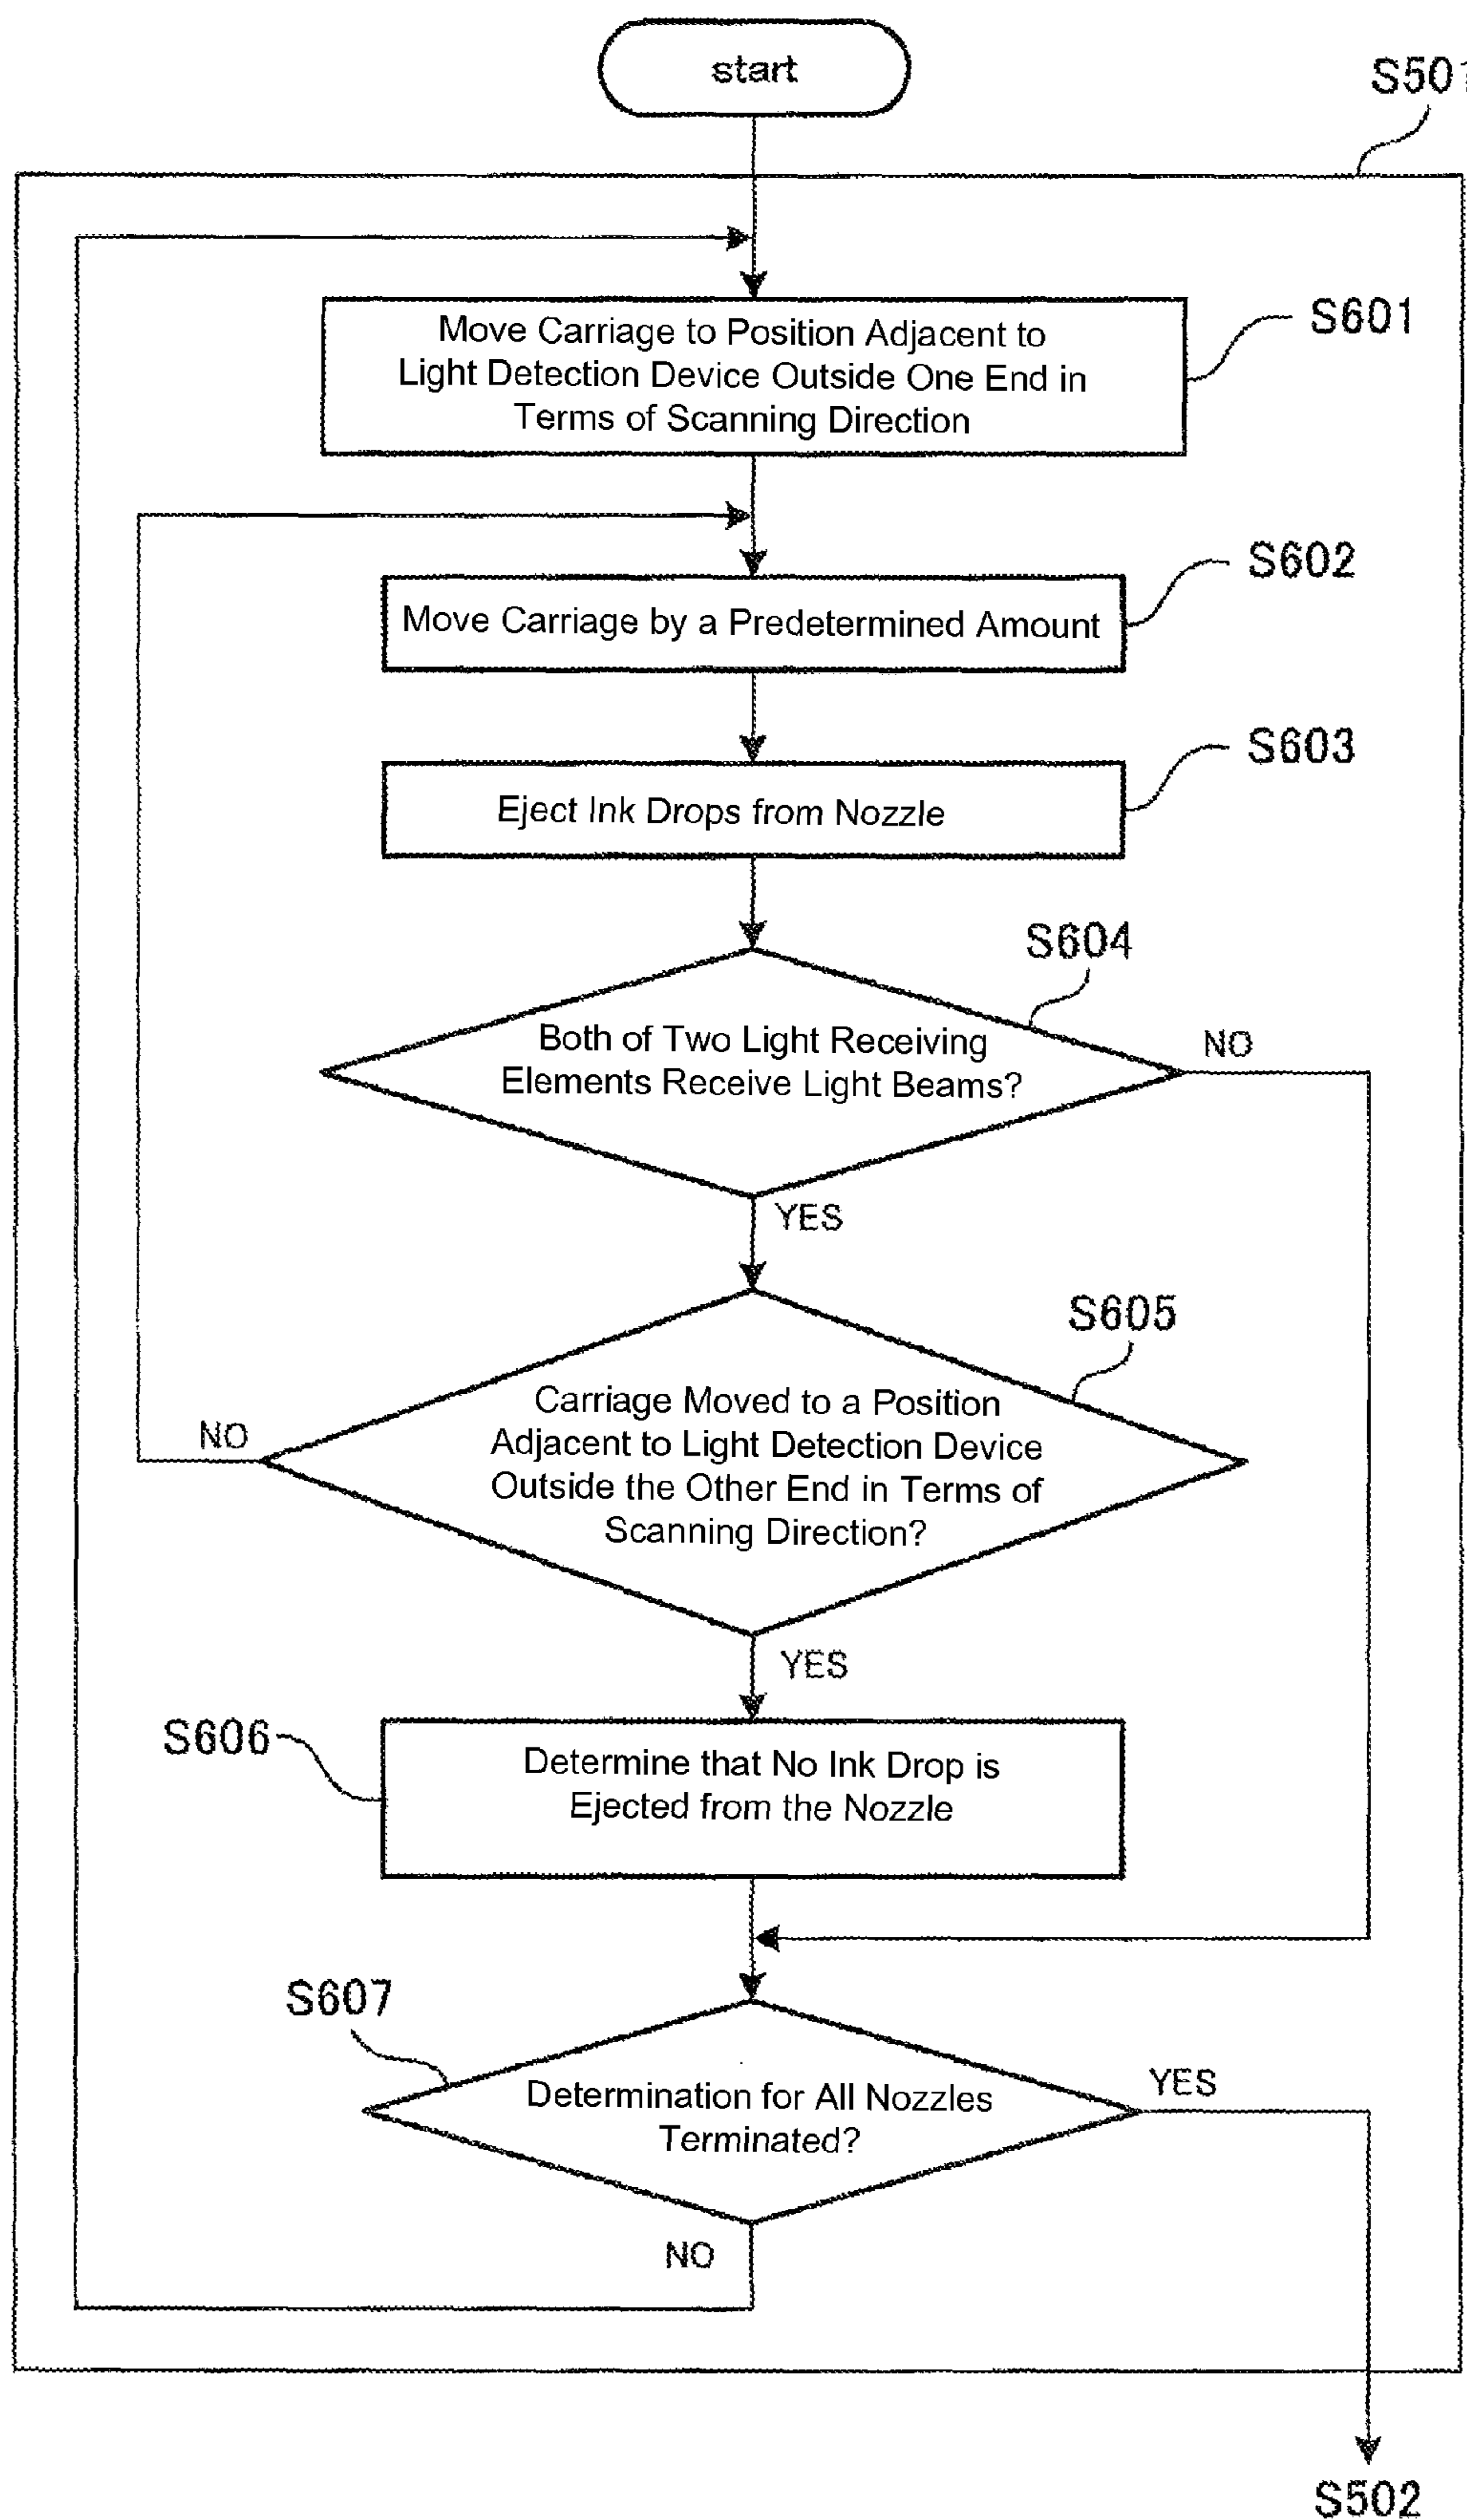 start
S501
Move Carriage to Position Adjacent to
Light Detection Device Outside One End in
Terms of Scanning Direction
S601
Move Carriage by a Predetermined Amount
S602
Eject Ink Drops from Nozzle
S603
S604
Both of Two Light Receiving
Elements Receive Light Beams?
NO
YES
S605
Carriage Moved to a Position
Adjacent to Light Detection Device
Outside the Other End in Terms of
Scanning Direction?
NO
YES
S606
Determine that No Ink Drop is
Ejected from the Nozzle
S607
Determination for All Nozzles
Terminated?
YES
NO
S502